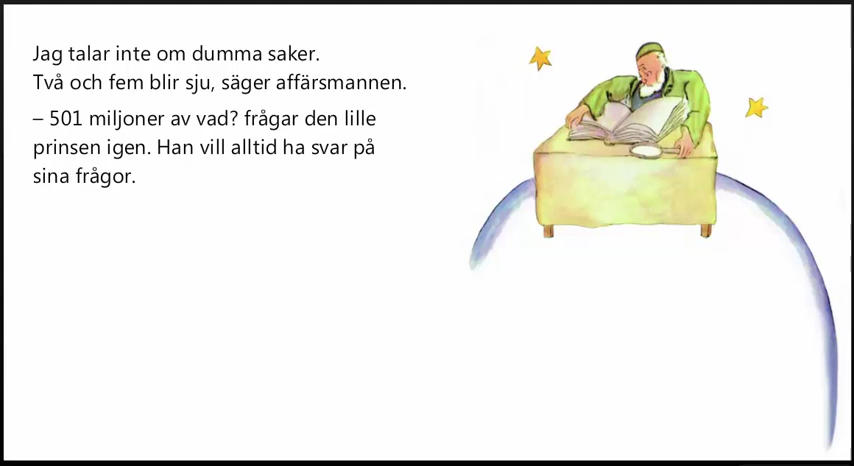 Jag talar inte om dumma saker.
Två och fem blir sju, säger affärsmannen.
– 501 miljoner av vad? frågar den lille
prinsen igen. Han vill alltid ha svar på
sina frågor.